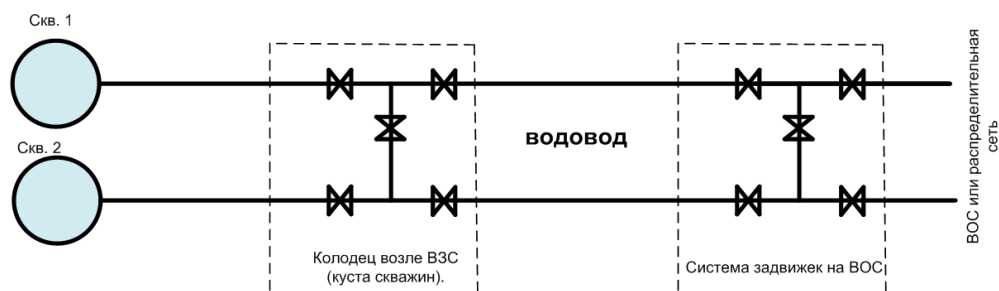 Скв. 1
Скв. 2
водовод
Колодец возле ВЗС
(куста скважин).
Система задвижек на ВОС
ВОС или распределительная
сеть